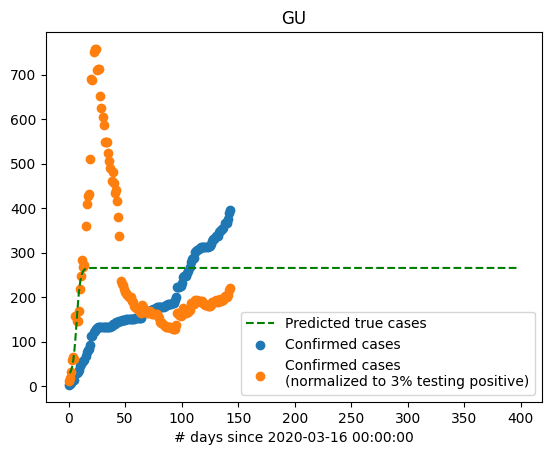 GU
700
600
500
400
300
200
100
0
Predicted true cases
Confirmed cases
Confirmed cases
(normalized to 3% testing positive)
0 50 100 150 200 250 300 350 400
# days since 2020-03-16 00:00:00